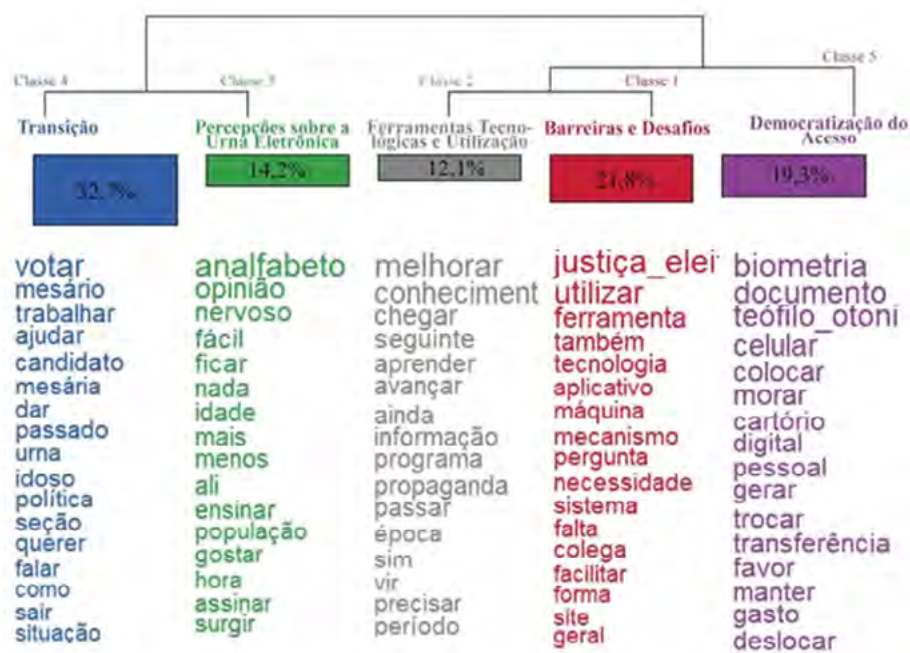 Classe 5
Classe 4
Classe 3
Classe 2
Classe 1
Transição
Percepções sobre a
Urna Eletrônica
Ferramentas Tecno-
lógicas e Utilização
Barreiras e Desafios
Democratização do
Acesso
32,7%
14,2%
12,1%
21,8%
19,3%
votar
mesário
trabalhar
ajudar
candidato
mesária
dar
passado
urna
idoso
política
seção
querer
falar
como
sair
situação
analfabeto
opinião
nervoso
fácil
ficar
nada
idade
mais
menos
ali
ensinar
população
gostar
hora
assinar
surgir
melhorar
conheciment
chegar
seguinte
aprender
avançar
ainda
informação
programa
propaganda
passar
época
sim
vir
precisar
período
justiça_elei
utilizar
ferramenta
também
tecnologia
aplicativo
máquina
mecanismo
pergunta
necessidade
sistema
falta
colega
facilitar
forma
site
geral
biometria
documento
teófilo_otoni
celular
colocar
morar
cartório
digital
pessoal
gerar
trocar
transferência
favor
manter
gasto
deslocar